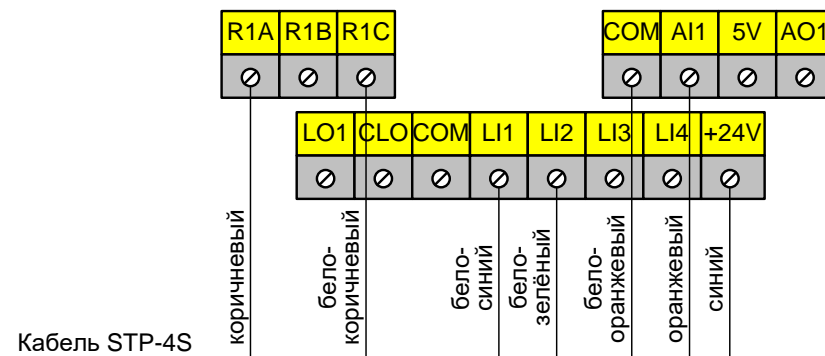 R1A R1B R1C COM AI1 5V AO1
LO1 CLO COM LI1 LI2 LI3 LI4 +24V
коричневый
бело-
коричневый
бело-
синий
бело-
зелёный
бело-
оранжевый
оранжевый
синий
Кабель STP-4S